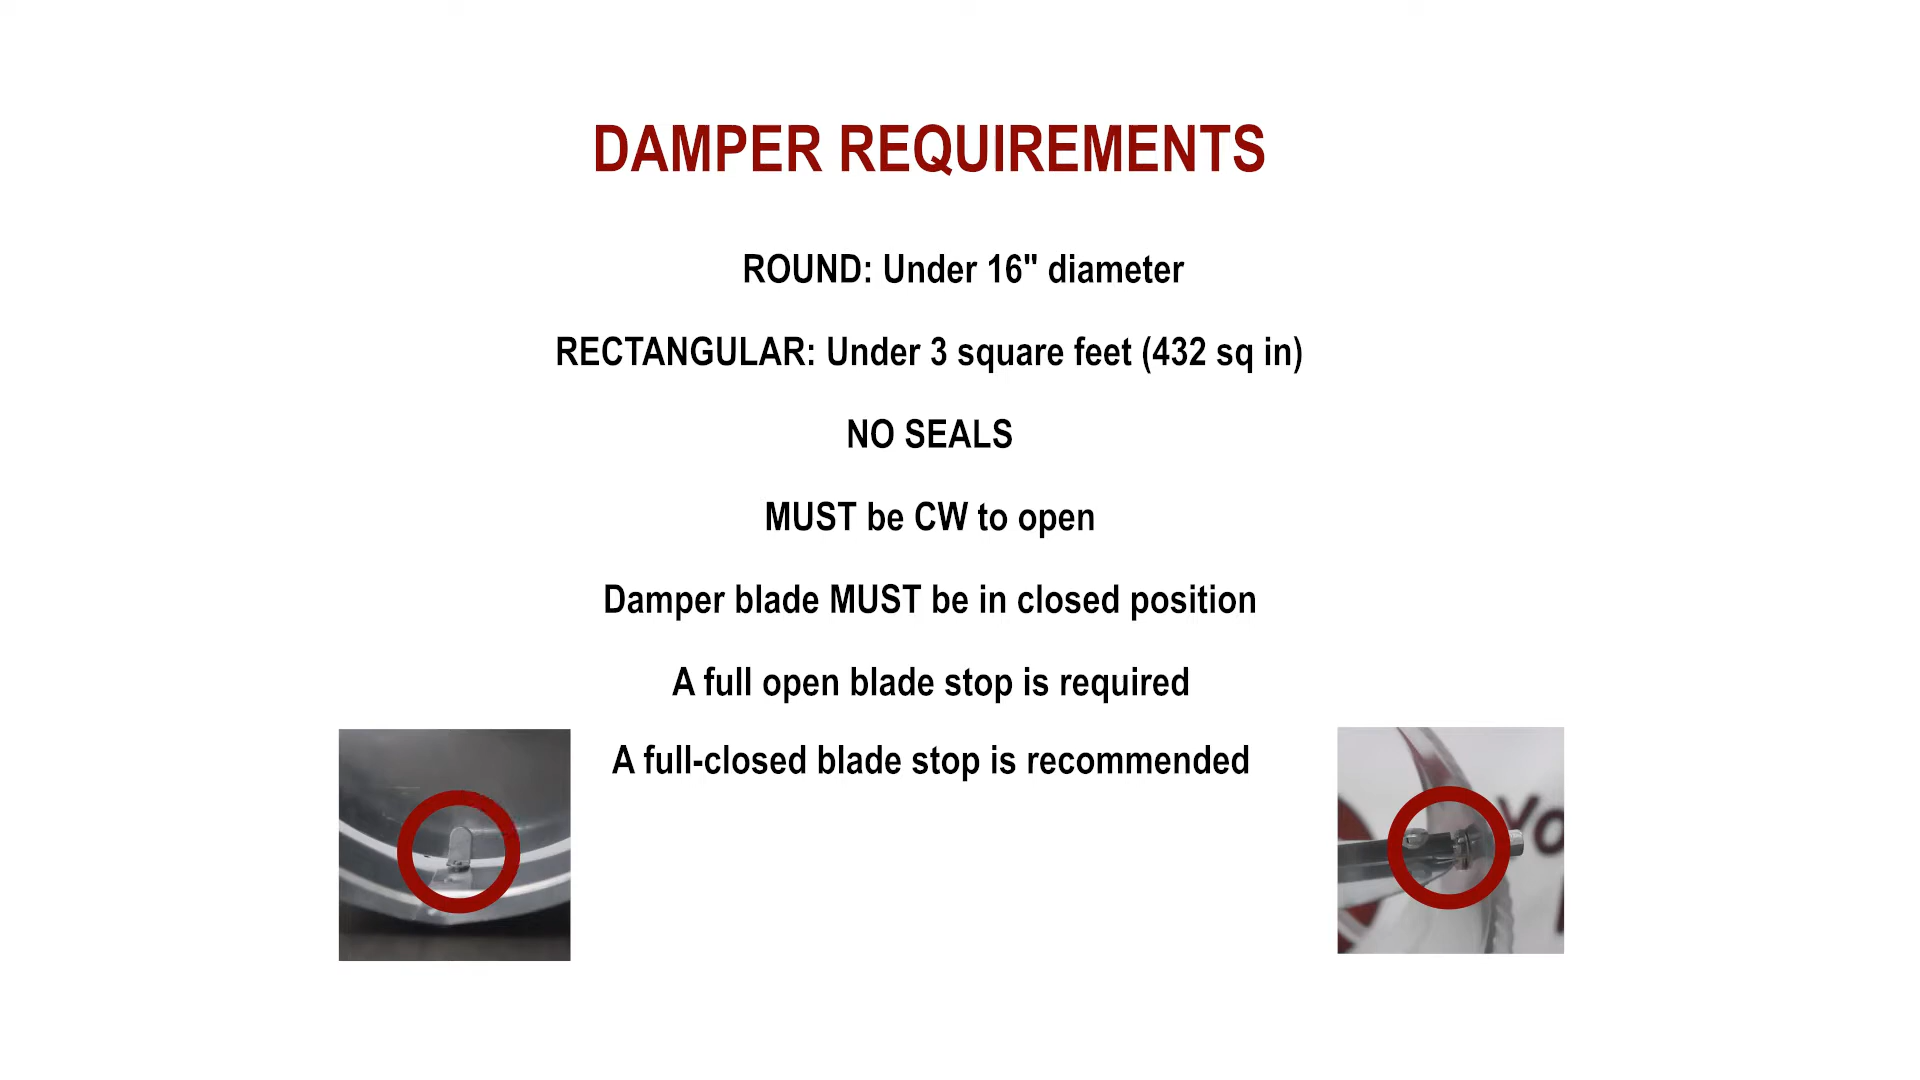 DAMPER REQUIREMENTS
ROUND: Under 16" diameter
RECTANGULAR: Under 3 square feet (432 sq in)
NO SEALS
MUST be CW to open
Damper blade MUST be in closed position
A full open blade stop is required
A full-closed blade stop is recommended